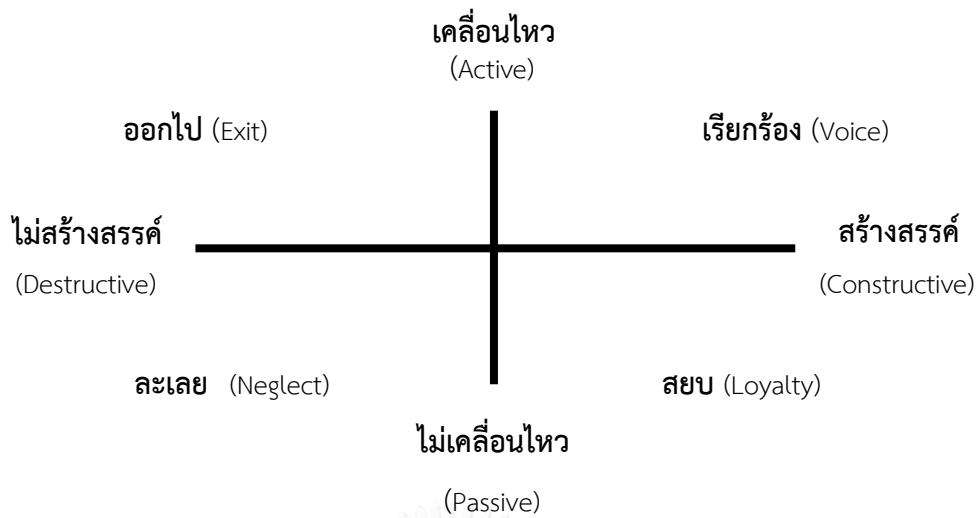 เคลื่อนไหว
(Active)
ออกไป (Exit)
เรียกร้อง (Voice)
ไม่สร้างสรรค์
(Destructive)
สร้างสรรค์
(Constructive)
ละเลย (Neglect)
สยบ (Loyalty)
ไม่เคลื่อนไหว
(Passive)